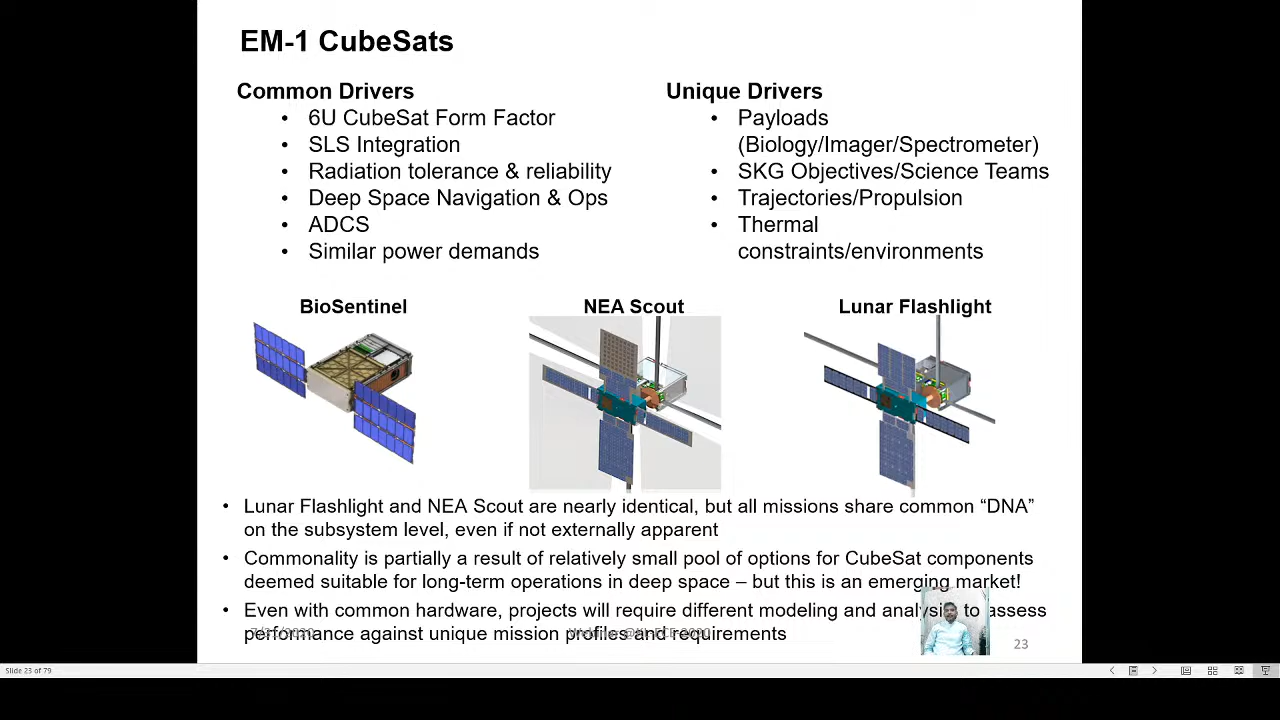 EM-1 CubeSats
Common Drivers
• 6U CubeSat Form Factor
• SLS Integration
• Radiation tolerance & reliability
• Deep Space Navigation & Ops
• ADCS
• Similar power demands
Unique Drivers
• Payloads
(Biology/Imager/Spectrometer)
• SKG Objectives/Science Teams
• Trajectories/Propulsion
• Thermal
constraints/environments
BioSentinel
NEA Scout
Lunar Flashlight
• Lunar Flashlight and NEA Scout are nearly identical, but all missions share common “DNA”
on the subsystem level, even if not externally apparent
• Commonality is partially a result of relatively small pool of options for CubeSat components
deemed suitable for long-term operations in deep space – but this is an emerging market!
• Even with common hardware, projects will require different modeling and analysis to assess
performance against unique mission profiles and requirements
23
Slide 23 of 79